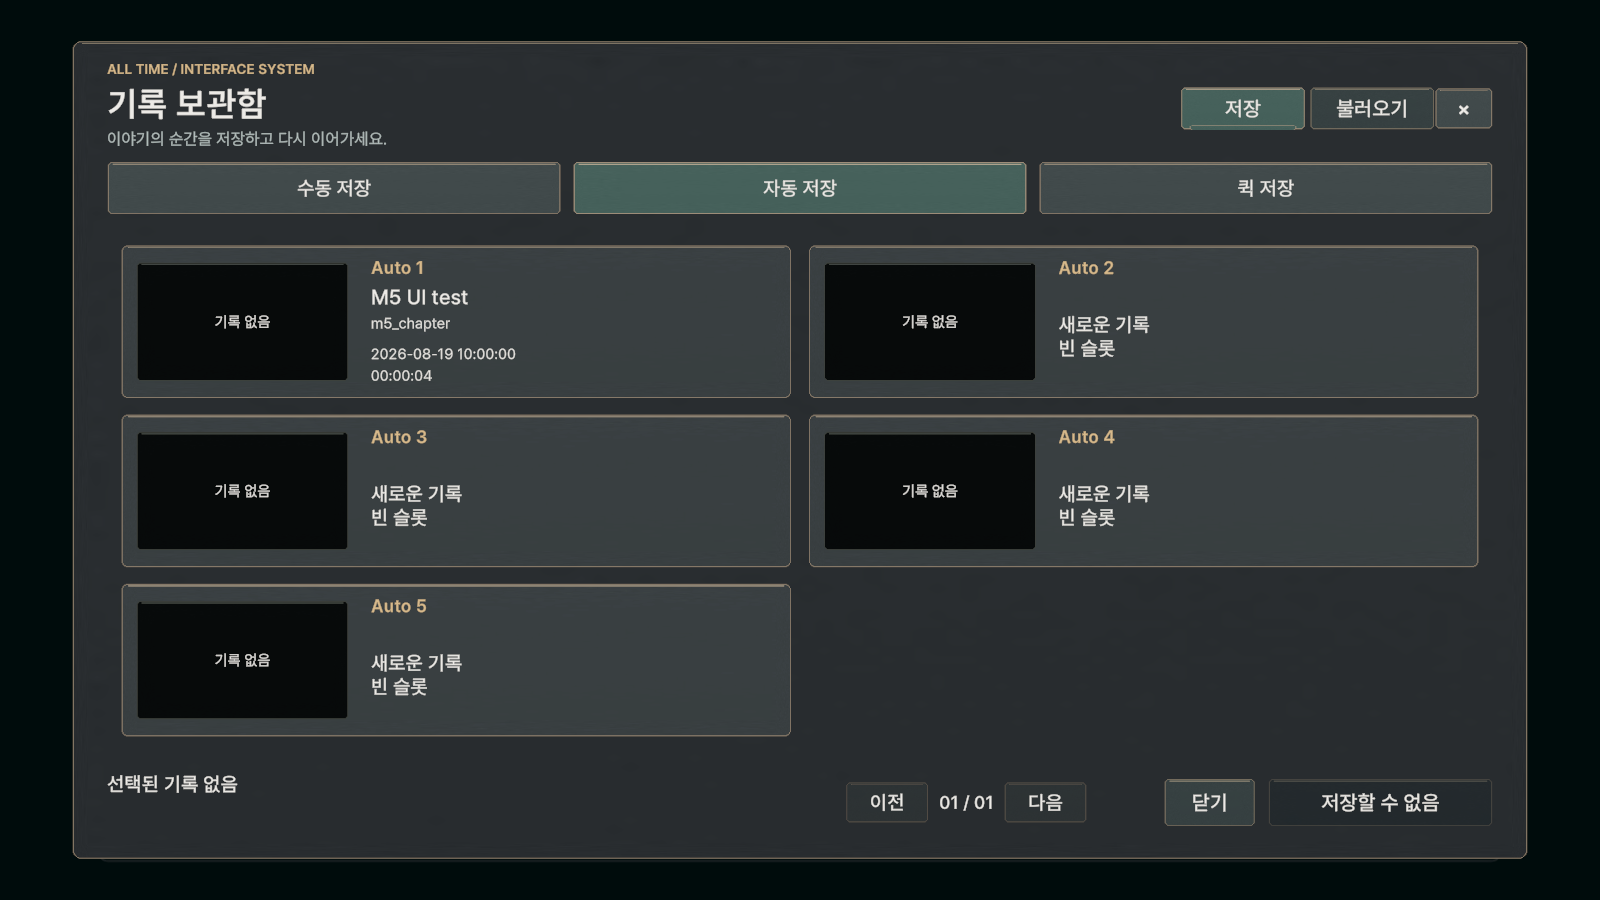 ALL TIME / INTERFACE SYSTEM
기록 보관함
이야기의 순간을 저장하고 다시 이어가세요.
저장
불러오기
×
수동 저장
자동 저장
퀵 저장
기록 없음
Auto 1
M5 UI test
m5_chapter
2026-08-19 10:00:00
00:00:04
기록 없음
Auto 2
새로운 기록
빈 슬롯
기록 없음
Auto 3
새로운 기록
빈 슬롯
기록 없음
Auto 4
새로운 기록
빈 슬롯
기록 없음
Auto 5
새로운 기록
빈 슬롯
선택된 기록 없음
이전
01 / 01
다음
닫기
저장할 수 없음